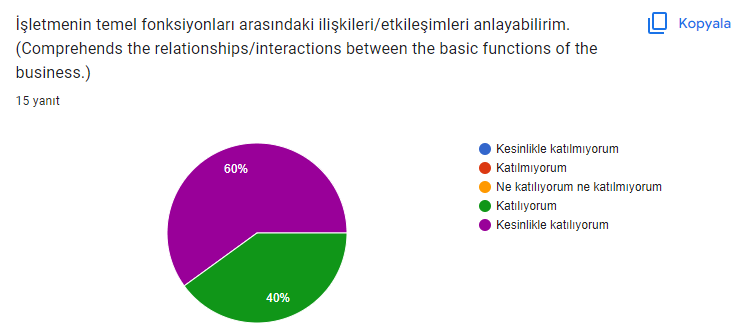 İşletmenin temel fonksiyonları arasındaki ilişkileri/etkileşimleri anlayabilirim.
(Comprehends the relationships/interactions between the basic functions of the
business.)
Kopyala
15 yanıt
60%
40%
Kesinlikle katılmıyorum
Katılmıyorum
Ne katılıyorum ne katılmıyorum
Katılıyorum
Kesinlikle katılıyorum